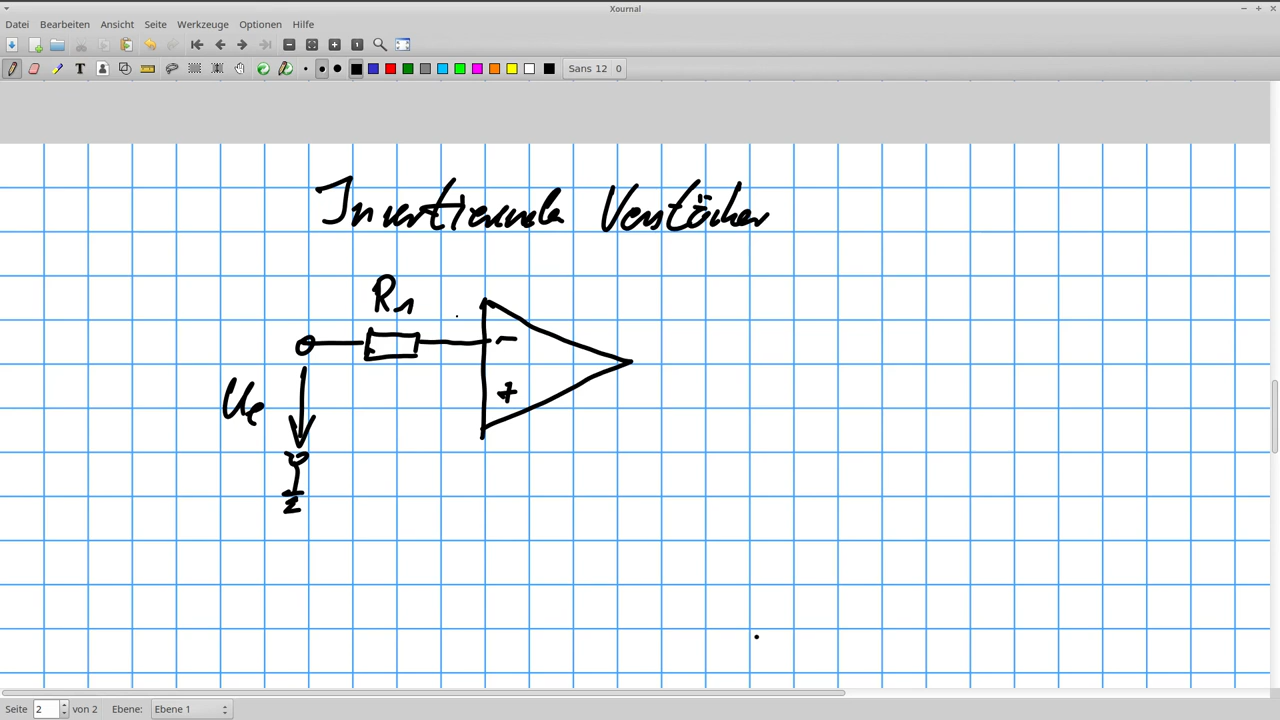 Xournal
Datei Bearbeiten Ansicht Seite Werkzeuge Optionen Hilfe
Sans 12 0
Invertierende Verstärker
R1
Ue
-
+
Seite 2 von 2 Ebene: Ebene 1